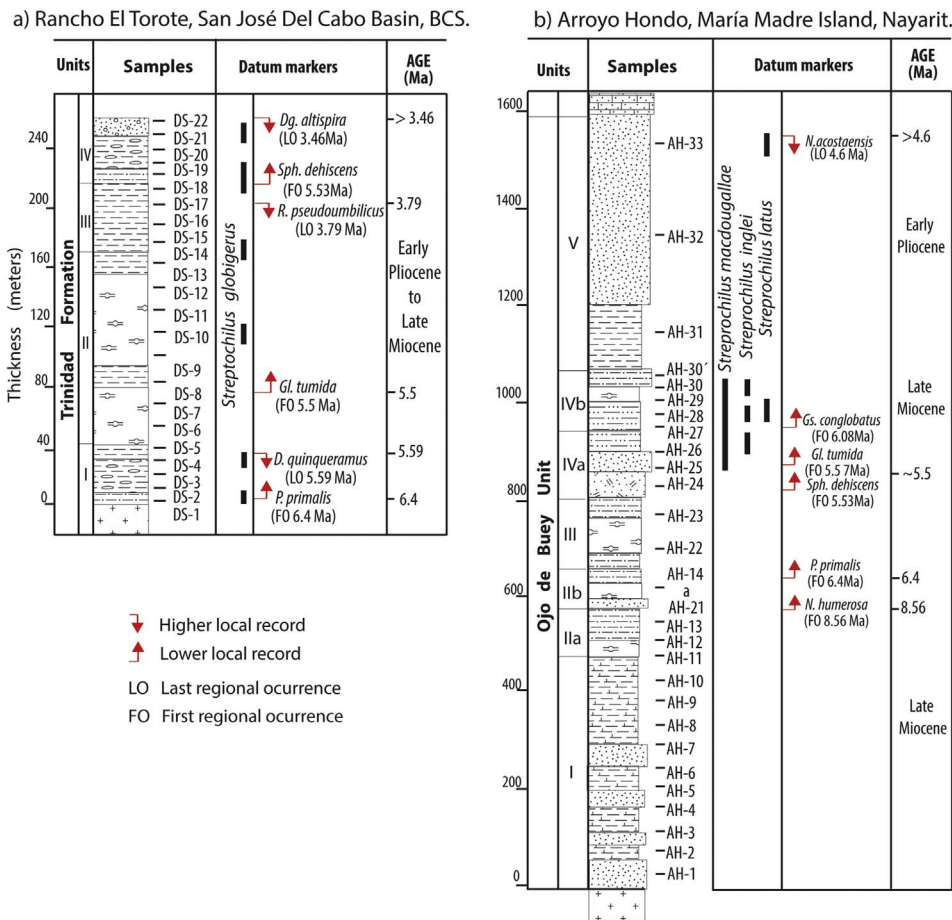 a) Rancho El Torote, San José Del Cabo Basin, BCS.
Units
Samples
Datum markers
AGE
(Ma)
Thickness (meters)
240
200
160
120
80
40
0
Trinidad Formation
IV
III
II
I
DS-22
DS-21
DS-20
DS-19
DS-18
DS-17
DS-16
DS-15
DS-14
DS-13
DS-12
DS-11
DS-10
DS-9
DS-8
DS-7
DS-6
DS-5
DS-4
DS-3
DS-2
DS-1
Streptochilus globigerus
Dg. altispira
(LO 3.46Ma)
Sph. dehiscens
(FO 5.53Ma)
R. pseudoumbilicus
(LO 3.79 Ma)
Gl. tumida
(FO 5.5 Ma)
D. quinqueramus
(LO 5.59 Ma)
P. primalis
(FO 6.4 Ma)
> 3.46
3.79
Early
Pliocene
to
Late
Miocene
5.5
5.59
6.4
Higher local record
Lower local record
LO Last regional ocurrence
FO First regional ocurrence
b) Arroyo Hondo, María Madre Island, Nayarit.
Units
Samples
Datum markers
AGE
(Ma)
1600
1400
1200
1000
800
600
400
200
0
Ojo de Buey Unit
V
IVb
IVa
III
IIb
IIa
I
AH-33
AH-32
AH-31
AH-30´
AH-30
AH-29
AH-28
AH-27
AH-26
AH-25
AH-24
AH-23
AH-22
AH-14
a
AH-21
AH-13
AH-12
AH-11
AH-10
AH-9
AH-8
AH-7
AH-6
AH-5
AH-4
AH-3
AH-2
AH-1
Streprochilus macdougallae
Streprochilus inglei
Streprochilus latus
N.acostaensis
(LO 4.6 Ma)
Gs. conglobatus
(FO 6.08Ma)
Gl. tumida
(FO 5.5 7Ma)
Sph. dehiscens
(FO 5.53Ma)
P. primalis
(FO 6.4Ma)
N. humerosa
(FO 8.56 Ma)
>4.6
Early
Pliocene
Late
Miocene
~5.5
6.4
8.56
Late
Miocene